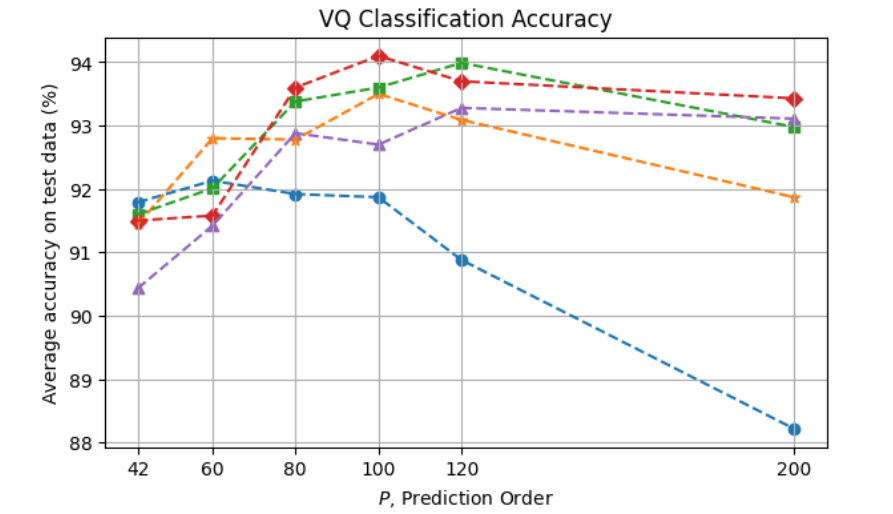 VQ Classification Accuracy
Average accuracy on test data (%)
94
93
92
91
90
89
88
42 60 80 100 120 200
P, Prediction Order